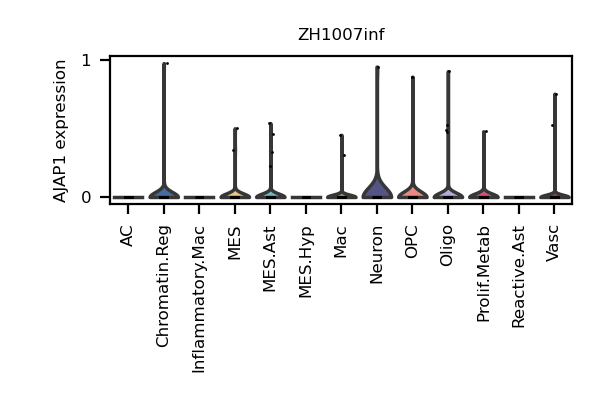 ZH1007inf
AJAP1 expression
1
0
AC
Chromatin.Reg
Inflammatory.Mac
MES
MES.Ast
MES.Hyp
Mac
Neuron
OPC
Oligo
Prolif.Metab
Reactive.Ast
Vasc